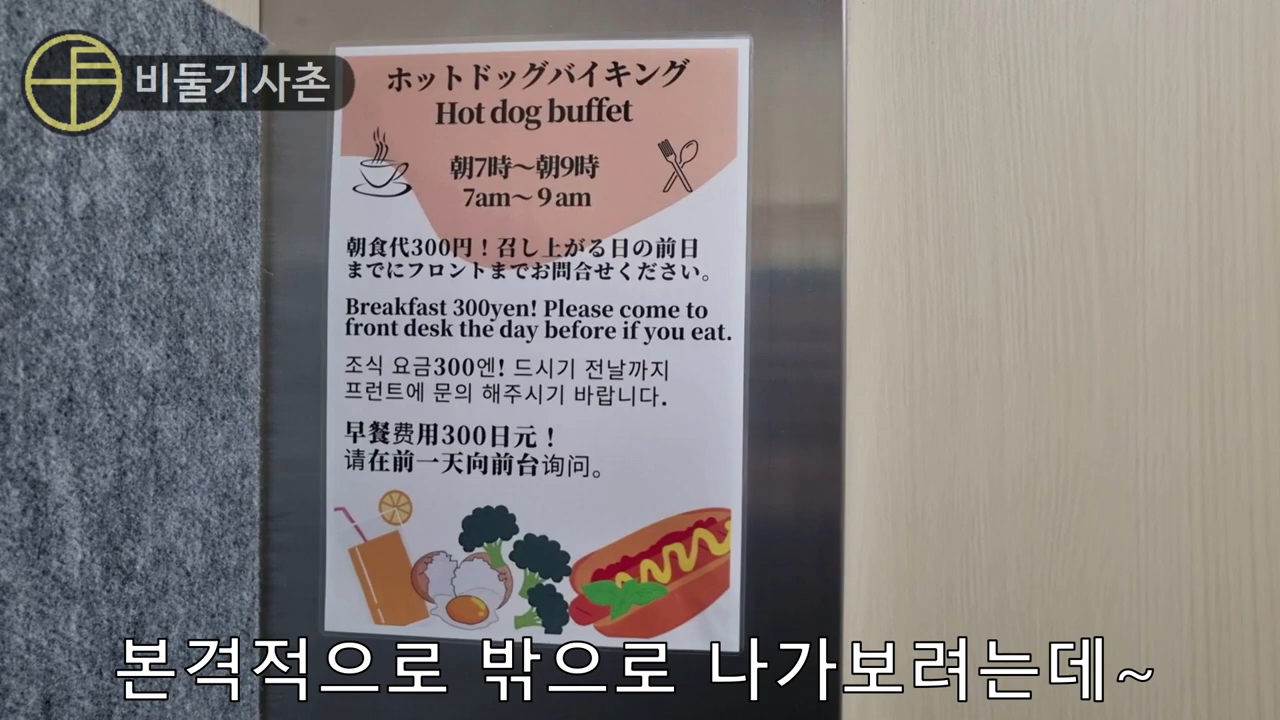 비둘기사촌
ホットドッグバイキング
Hot dog buffet
朝7時〜朝9時
7am〜9am
朝食代300円！召し上がる日の前日
までにフロントまでお問合せください。
Breakfast 300yen! Please come to
front desk the day before if you eat.
조식 요금300엔! 드시기 전날까지
프런트에 문의 해주시기 바랍니다.
早餐费用300日元！
请在前一天向前台询问。
본격적으로 밖으로 나가보려는데~